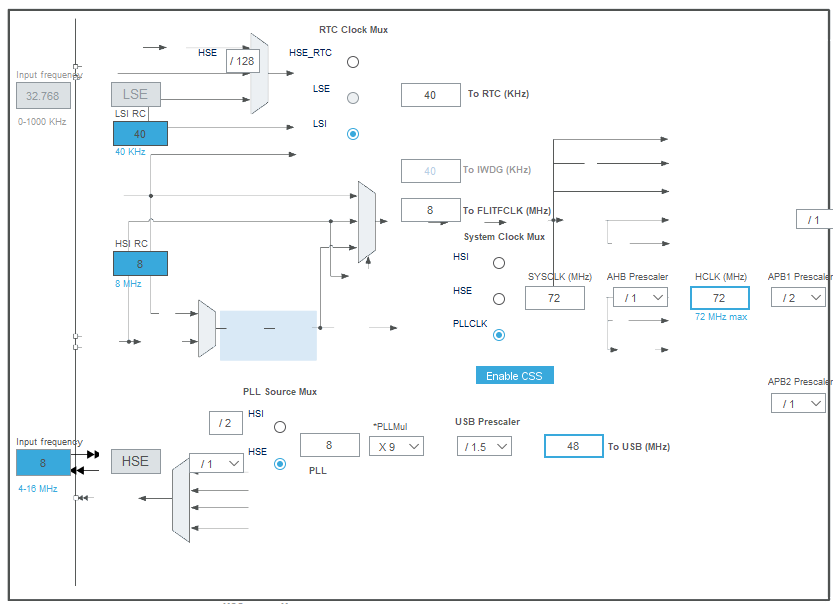 RTC Clock Mux
HSE
/ 128
HSE_RTC
Input frequency
32.768
LSE
LSE
40
To RTC (KHz)
0-1000 KHz
LSI RC
40
LSI
40 KHz
40
To IWDG (KHz)
8
To FLITFCLK (MHz)
/ 1
System Clock Mux
HSI RC
8
8 MHz
HSI
SYSCLK (MHz)
AHB Prescaler
HCLK (MHz)
APB1 Prescaler
HSE
72
/ 1
72
/ 2
72 MHz max
PLLCLK
Enable CSS
APB2 Prescaler
/ 1
PLL Source Mux
/ 2
HSI
*PLLMul
USB Prescaler
Input frequency
8
HSE
/ 1
HSE
8
X 9
/ 1.5
48
To USB (MHz)
PLL
4-16 MHz